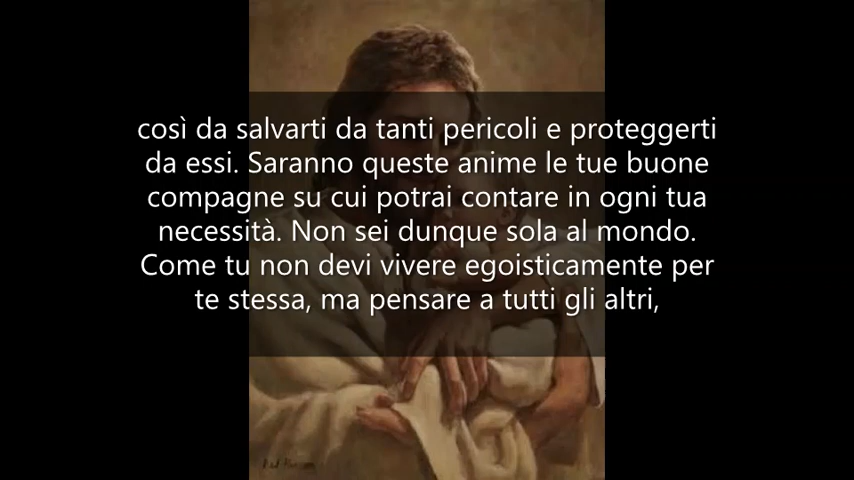 così da salvarti da tanti pericoli e proteggerti
da essi. Saranno queste anime le tue buone
compagne su cui potrai contare in ogni tua
necessità. Non sei dunque sola al mondo.
Come tu non devi vivere egoisticamente per
te stessa, ma pensare a tutti gli altri,